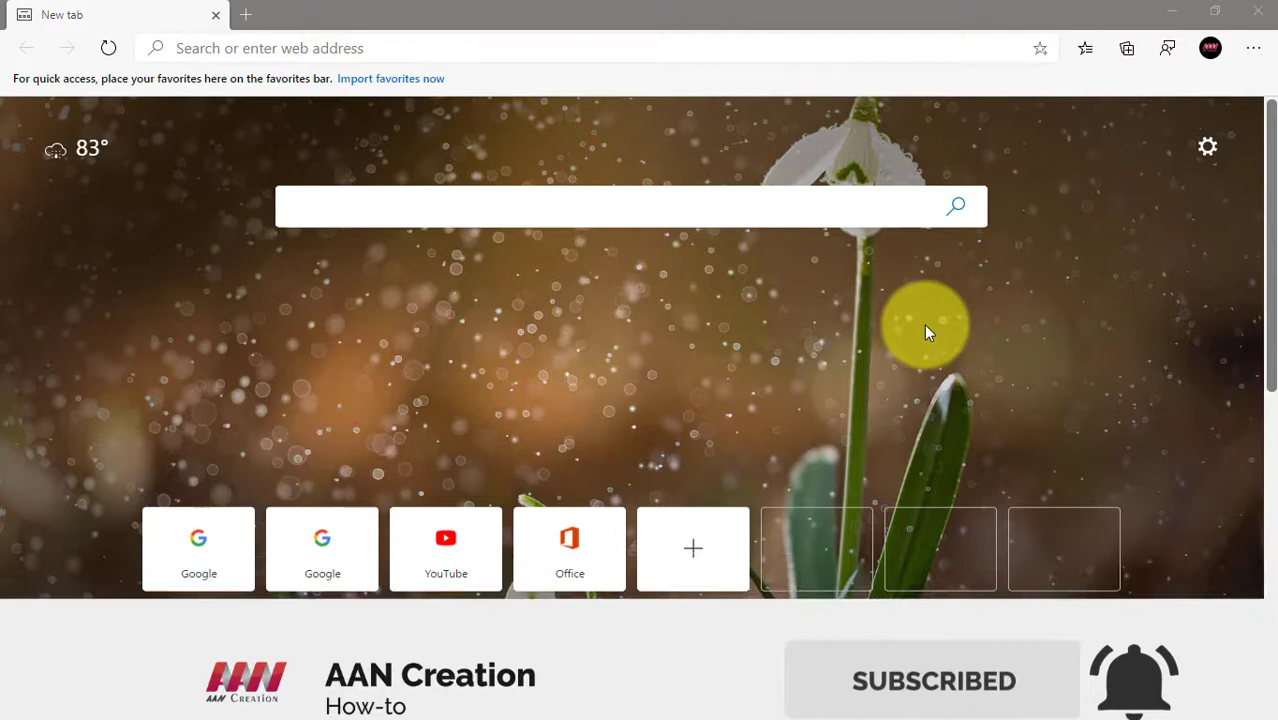 New tab
Search or enter web address
For quick access, place your favorites here on the favorites bar. Import favorites now
83°
Google
Google
YouTube
Office
AAN CREATION
AAN Creation
How-to
SUBSCRIBED